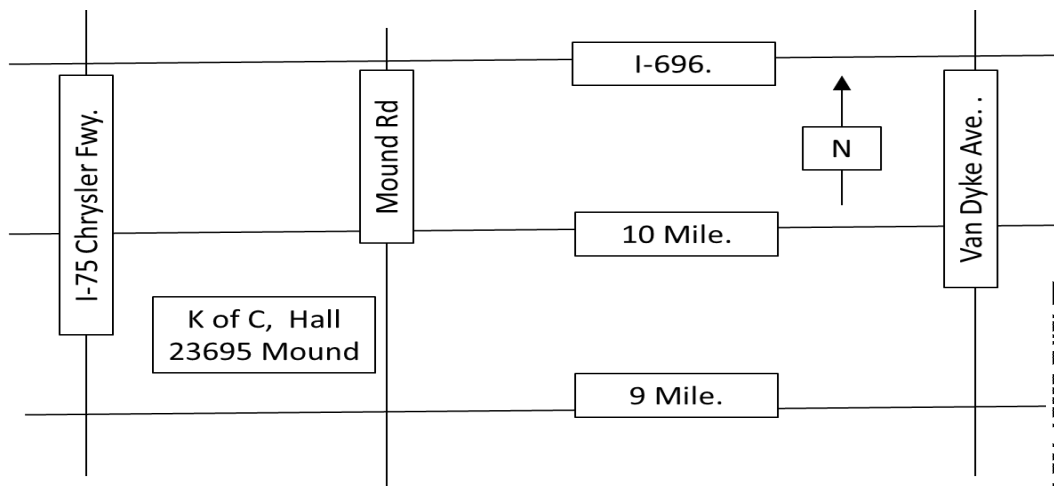 I-696.
I-75 Chrysler Fwy.
Mound Rd
N
Van Dyke Ave. .
10 Mile.
K of C,  Hall
23695 Mound
9 Mile.